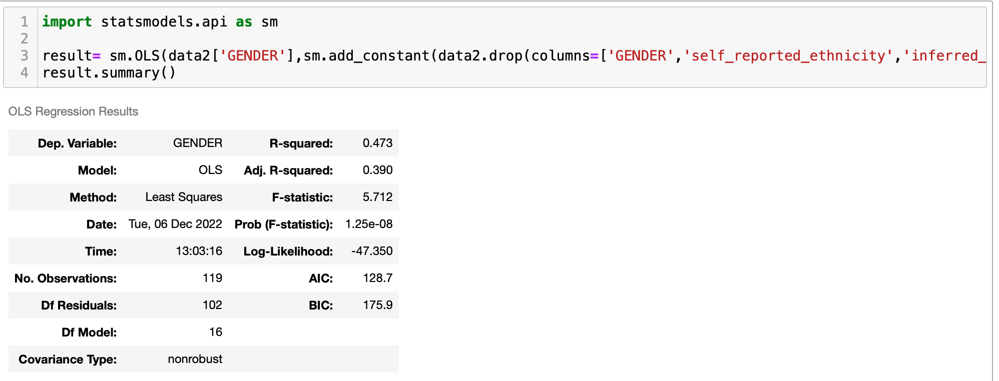 1 import statsmodels.api as sm
2
3 result= sm.OLS(data2['GENDER'],sm.add_constant(data2.drop(columns=['GENDER','self_reported_ethnicity','inferred_
4 result.summary()
OLS Regression Results
Dep. Variable: GENDER R-squared: 0.473
Model: OLS Adj. R-squared: 0.390
Method: Least Squares F-statistic: 5.712
Date: Tue, 06 Dec 2022 Prob (F-statistic): 1.25e-08
Time: 13:03:16 Log-Likelihood: -47.350
No. Observations: 119 AIC: 128.7
Df Residuals: 102 BIC: 175.9
Df Model: 16
Covariance Type: nonrobust